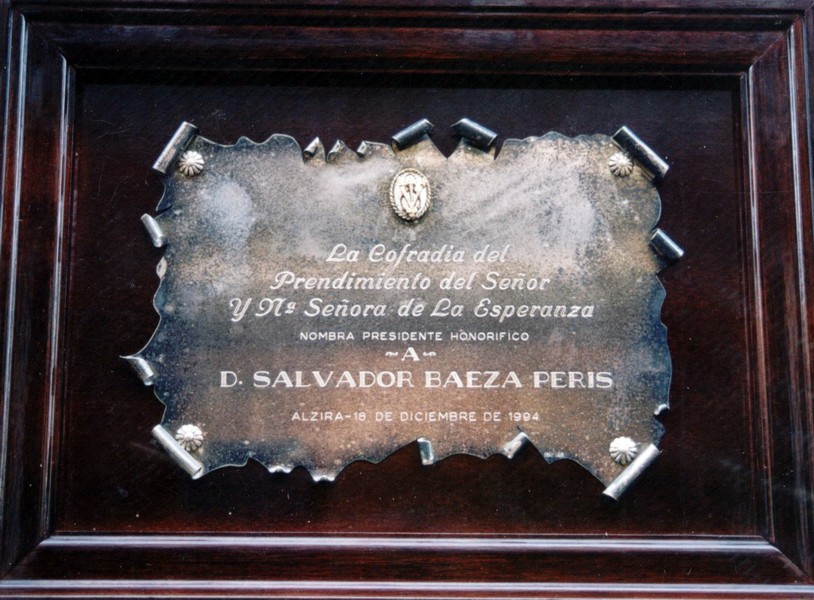 La Cofradia del
Prendimiento del Señor
Y Nª Señora de La Esperanza
NOMBRA PRESIDENTE HONORIFICO
A
D. SALVADOR BAEZA PERIS
ALZIRA-18 DE DICIEMBRE DE 1994